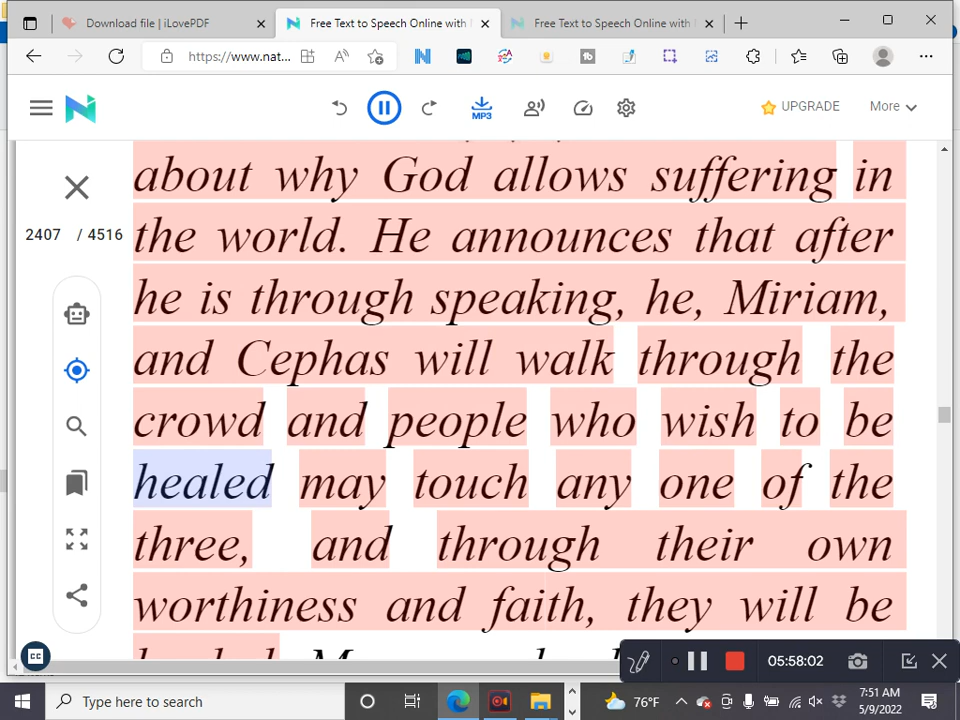 Download file | iLovePDF
Free Text to Speech Online with
Free Text to Speech Online with
https://www.nat...
UPGRADE
More
MP3
2407 / 4516
about why God allows suffering in
the world. He announces that after
he is through speaking, he, Miriam,
and Cephas will walk through the
crowd and people who wish to be
healed may touch any one of the
three, and through their own
worthiness and faith, they will be
CC
05:58:02
Type here to search
76°F
7:51 AM
5/9/2022